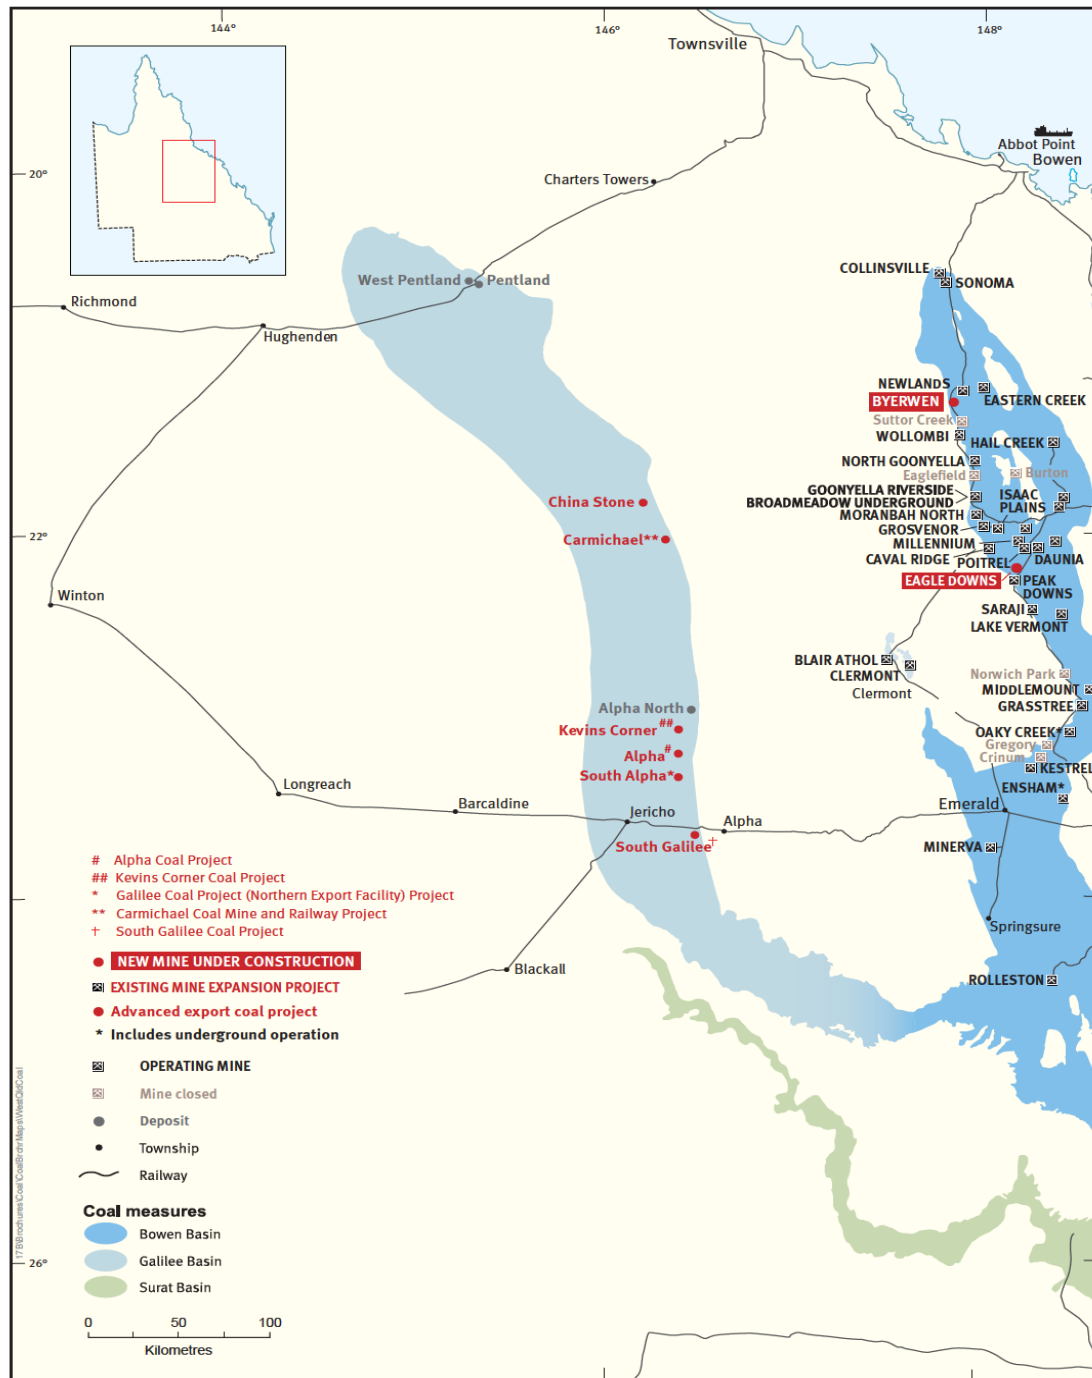 144°
146°
148°
Townsville
Abbot Point
Bowen
20°
Charters Towers
COLLINSVILLE
SONOMA
West Pentland
Pentland
Richmond
Hughenden
NEWLANDS
EASTERN CREEK
BYERWEN
Suttor Creek
WOLLOMBI
HAIL CREEK
NORTH GOONYELLA
Eaglefield
Burton
GOONYELLA RIVERSIDE
BROADMEADOW UNDERGROUND
ISAAC
PLAINS
China Stone
MORANBAH NORTH
GROSVENOR
22°
Carmichael**
MILLENNIUM
CAVAL RIDGE
POITREL
DAUNIA
EAGLE DOWNS
PEAK
DOWNS
Winton
SARAJI
LAKE VERMONT
BLAIR ATHOL
CLERMONT
Clermont
Norwich Park
MIDDLEMOUNT
GRASSTREE
Alpha North
Kevins Corner##
OAKY CREEK*
Gregory
Crinum
Alpha#
KESTREL
South Alpha*
ENSHAM*
Longreach
Barcaldine
Jericho
Alpha
Emerald
South Galilee†
MINERVA
# Alpha Coal Project
## Kevins Corner Coal Project
* Galilee Coal Project (Northern Export Facility) Project
** Carmichael Coal Mine and Railway Project
† South Galilee Coal Project
Springsure
NEW MINE UNDER CONSTRUCTION
Blackall
ROLLESTON
EXISTING MINE EXPANSION PROJECT
Advanced export coal project
* Includes underground operation
OPERATING MINE
Mine closed
Deposit
Township
Railway
Coal measures
Bowen Basin
Galilee Basin
Surat Basin
26°
0 50 100
Kilometres
17B\Brochures\Coal\CoalBrchrMaps\WestQldCoal